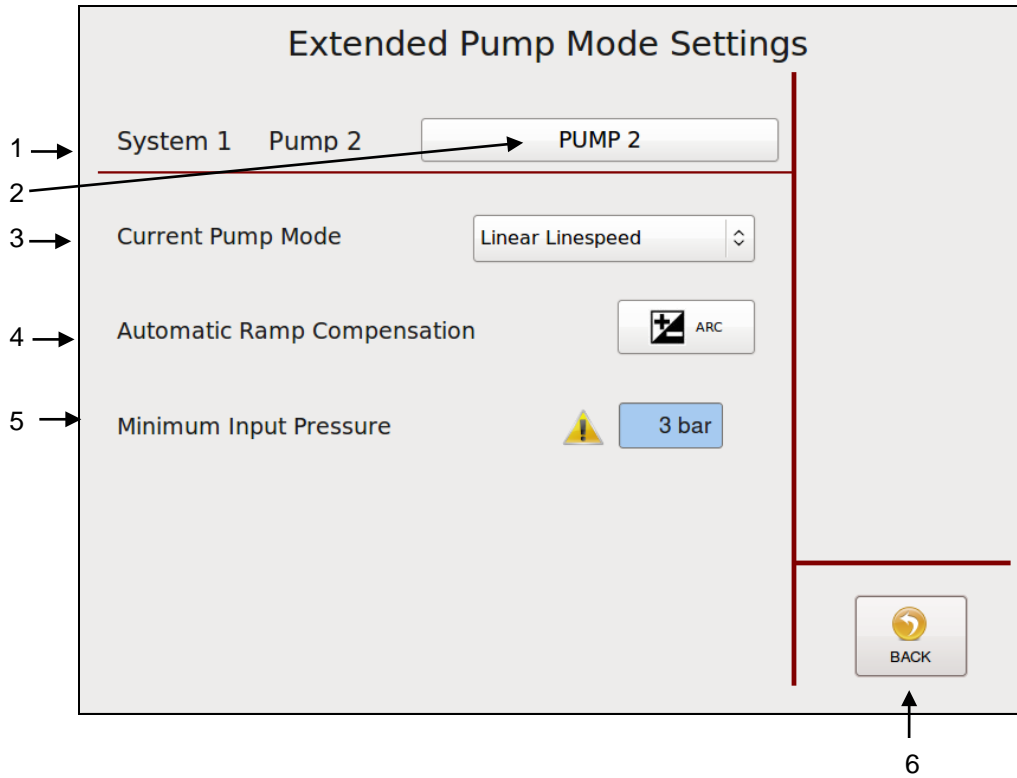 Extended Pump Mode Settings
1 System 1 Pump 2 PUMP 2
2
3 Current Pump Mode Linear Linespeed
4 Automatic Ramp Compensation ARC
5 Minimum Input Pressure 3 bar
BACK
6